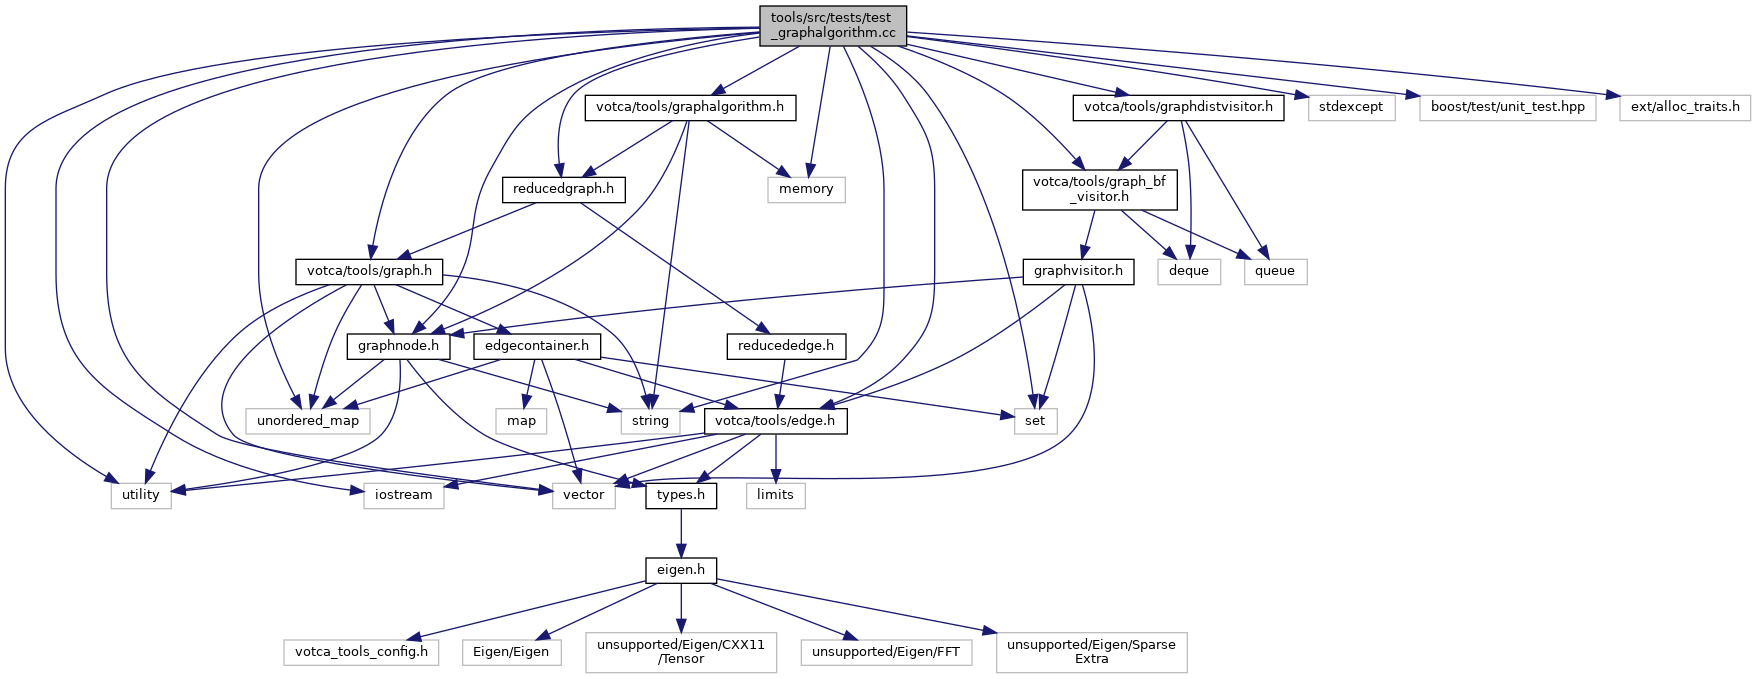 tools/src/tests/test
_graphalgorithm.cc
votca/tools/graphalgorithm.h
votca/tools/graphdistvisitor.h
stdexcept
boost/test/unit_test.hpp
ext/alloc_traits.h
reducedgraph.h
memory
votca/tools/graph_bf
_visitor.h
votca/tools/graph.h
graphvisitor.h
deque
queue
graphnode.h
edgecontainer.h
reducededge.h
unordered_map
map
string
votca/tools/edge.h
set
utility
iostream
vector
types.h
limits
eigen.h
votca_tools_config.h
Eigen/Eigen
unsupported/Eigen/CXX11
/Tensor
unsupported/Eigen/FFT
unsupported/Eigen/Sparse
Extra